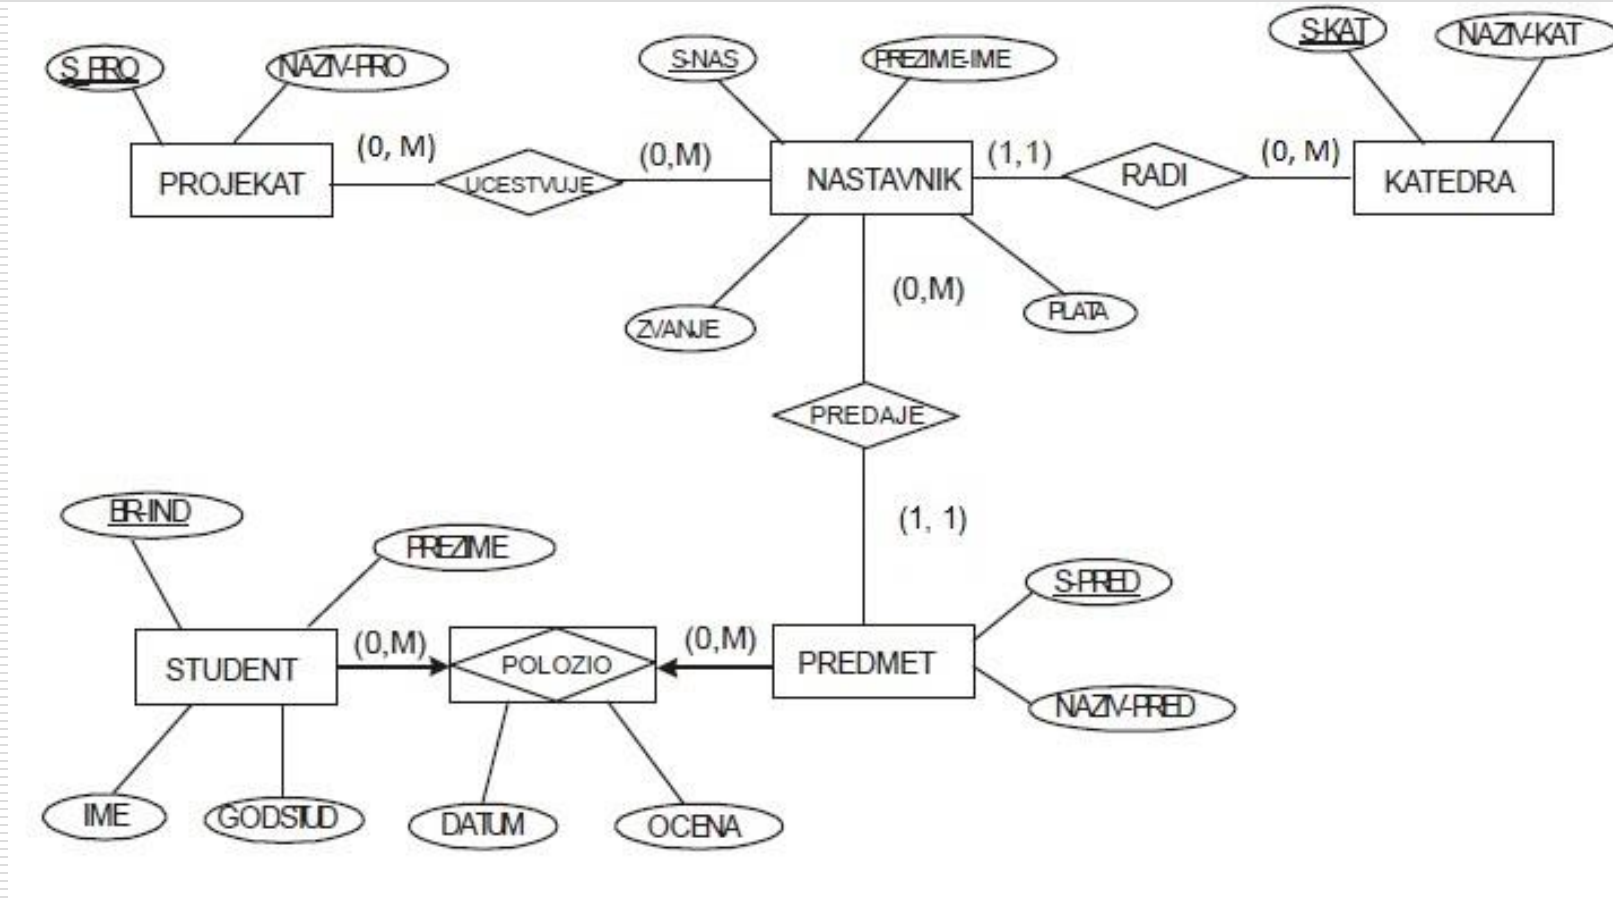 S_PRO
NAZIV-PRO
S-NAS
PREZIME-IME
S-KAT
NAZIV-KAT
PROJEKAT
(0, M)
UCESTVUJE
(0,M)
NASTAVNIK
(1,1)
RADI
(0, M)
KATEDRA
ZVANJE
(0,M)
PLATA
PREDAJE
BR-IND
PREZIME
(1, 1)
S-PRED
STUDENT
(0,M)
POLOZIO
(0,M)
PREDMET
NAZIV-PRED
IME
GODSTUD
DATUM
OCENA